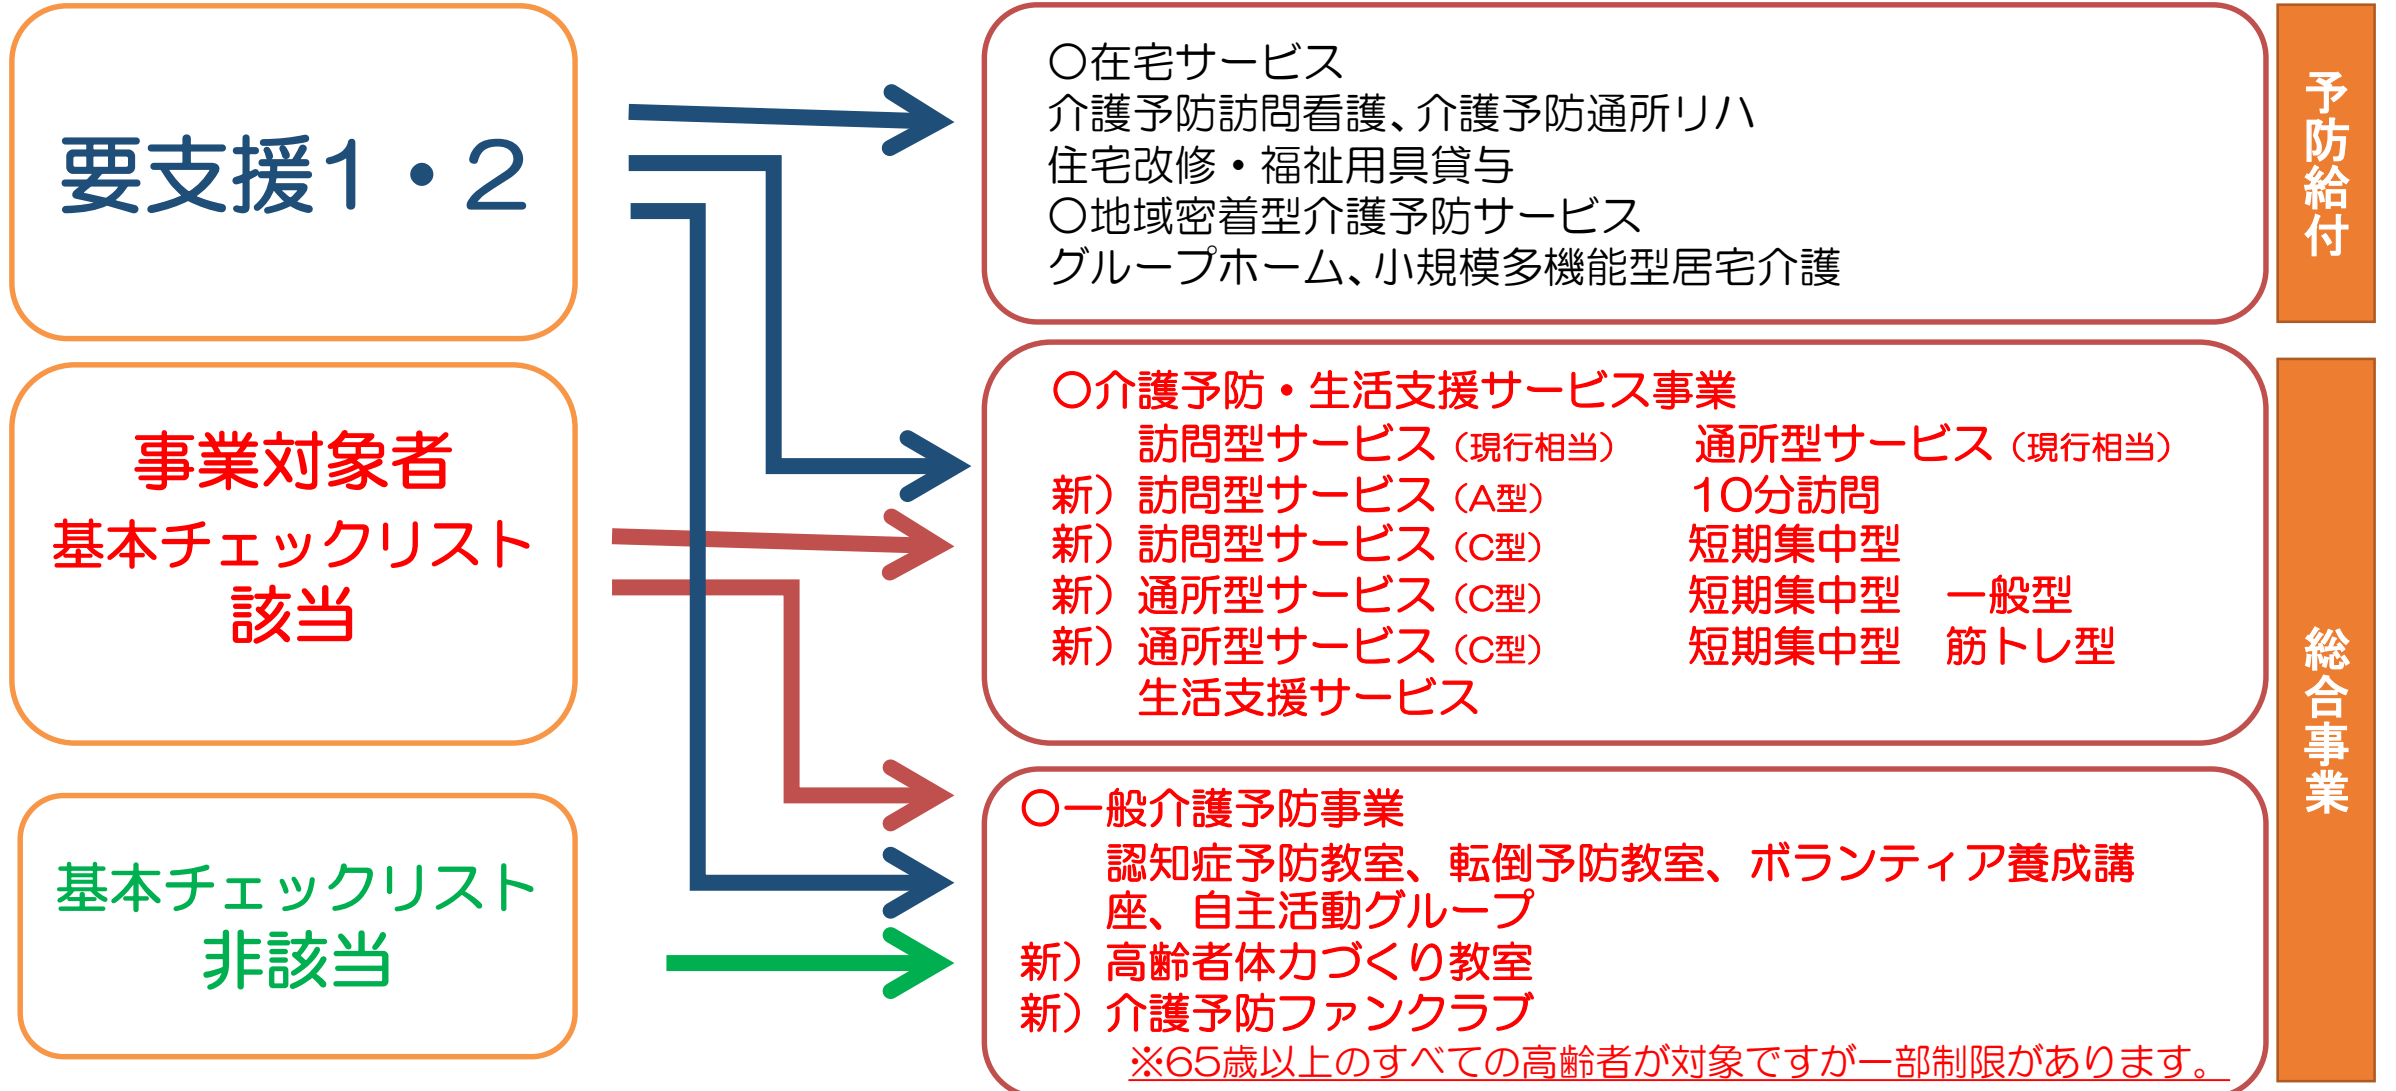 要支援1・2
事業対象者
基本チェックリスト
該当
基本チェックリスト
非該当
〇在宅サービス
介護予防訪問看護、介護予防通所リハ
住宅改修・福祉用具貸与
〇地域密着型介護予防サービス
グループホーム、小規模多機能型居宅介護
予防給付
〇介護予防・生活支援サービス事業
訪問型サービス（現行相当） 通所型サービス（現行相当）
新）訪問型サービス（A型） 10分訪問
新）訪問型サービス（C型） 短期集中型
新）通所型サービス（C型） 短期集中型 一般型
新）通所型サービス（C型） 短期集中型 筋トレ型
生活支援サービス
〇一般介護予防事業
認知症予防教室、転倒予防教室、ボランティア養成講
座、自主活動グループ
新）高齢者体力づくり教室
新）介護予防ファンクラブ
※65歳以上のすべての高齢者が対象ですが一部制限があります。
総合事業